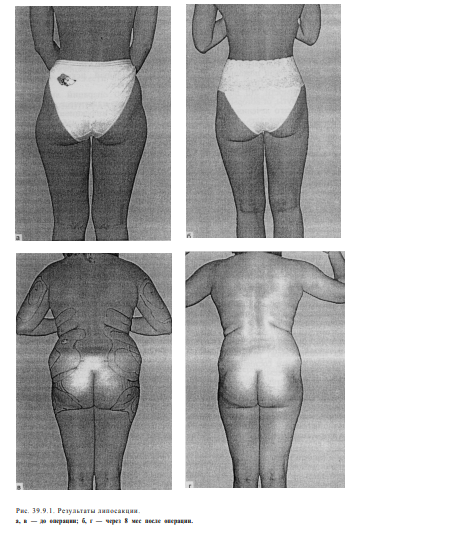 а
б
в
г
Рис. 39.9.1. Результаты липосакции.
а, в — до операции; б, г — через 8 мес после операции.